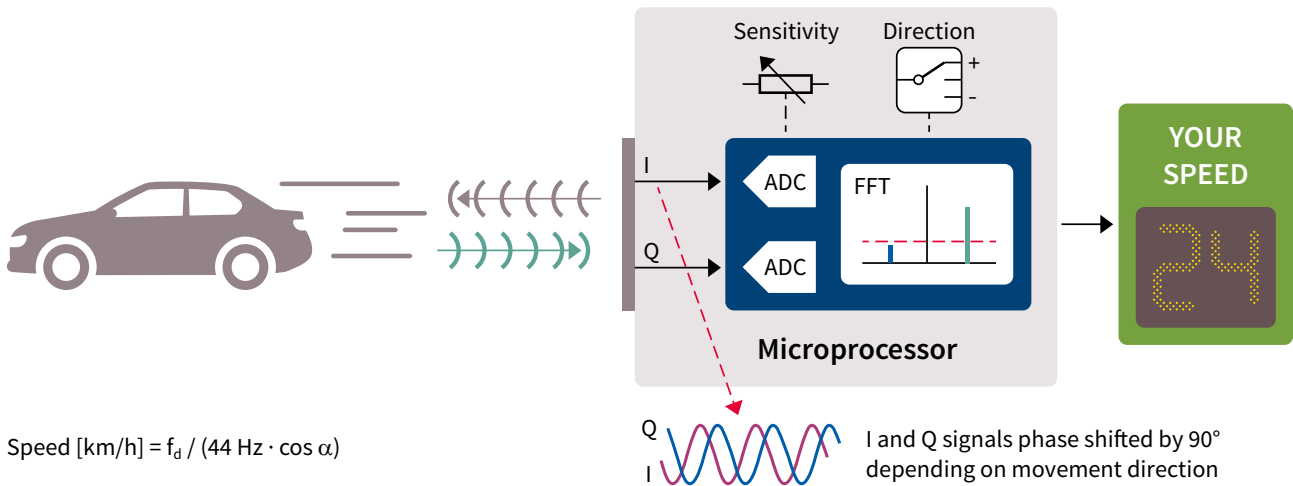 Sensitivity
Direction
+
-
I
ADC
FFT
Q
ADC
Microprocessor
YOUR
SPEED
24
Speed [km/h] = fd / (44 Hz · cos α)
Q
I
I and Q signals phase shifted by 90°
depending on movement direction